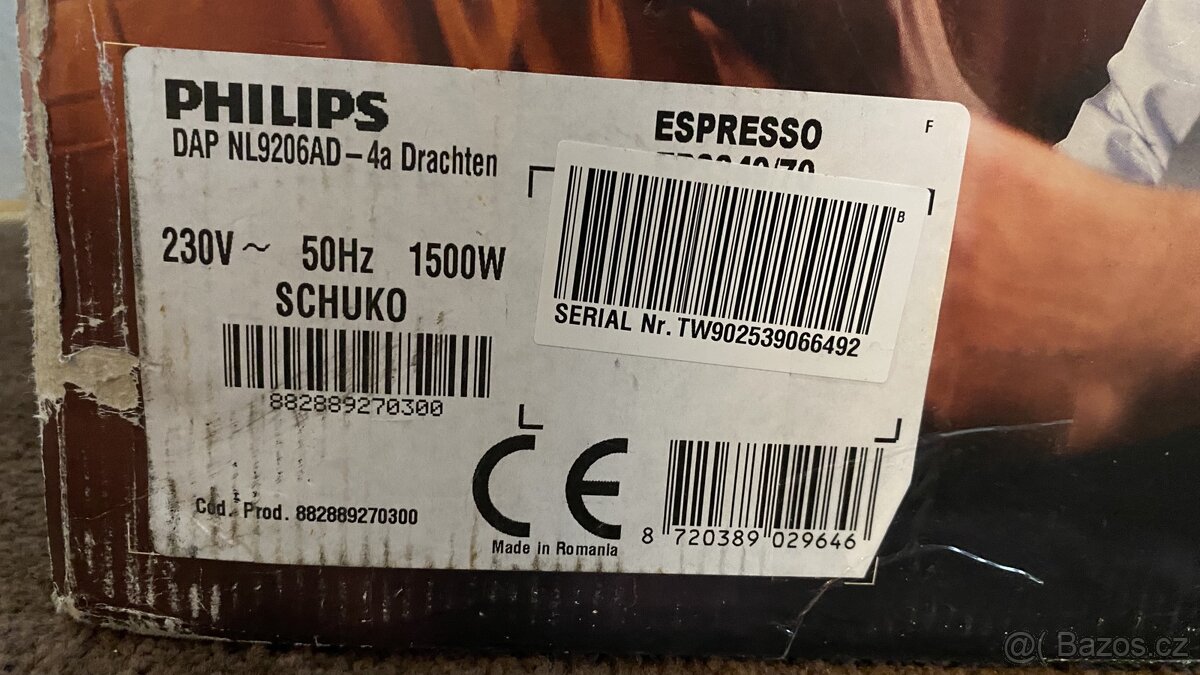 PHILIPS
DAP NL9206AD – 4a Drachten
ESPRESSO
F
230V ~ 50Hz 1500W
SCHUKO
882889270300
B
SERIAL Nr. TW902539066492
Cod. Prod. 882889270300
CE
Made in Romania
8 720389 029646
@( Bazos.cz